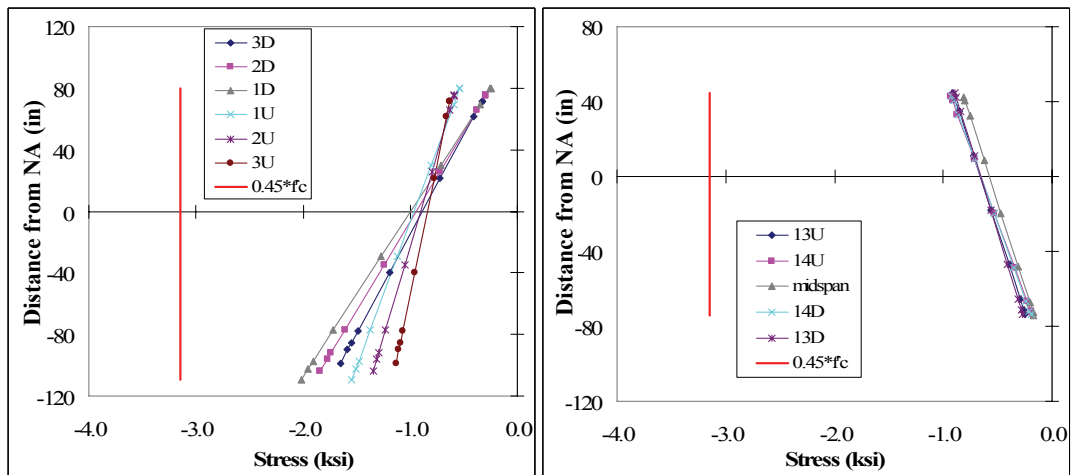 120
80
40
0
-40
-80
-120
Distance from NA (in)
3D
2D
1D
1U
2U
3U
0.45*f'c
-4.0 -3.0 -2.0 -1.0 0.0
Stress (ksi)
80
40
0
-40
-80
-120
Distance from NA (in)
13U
14U
midspan
14D
13D
0.45*f'c
-4.0 -3.0 -2.0 -1.0 0.0
Stress (ksi)